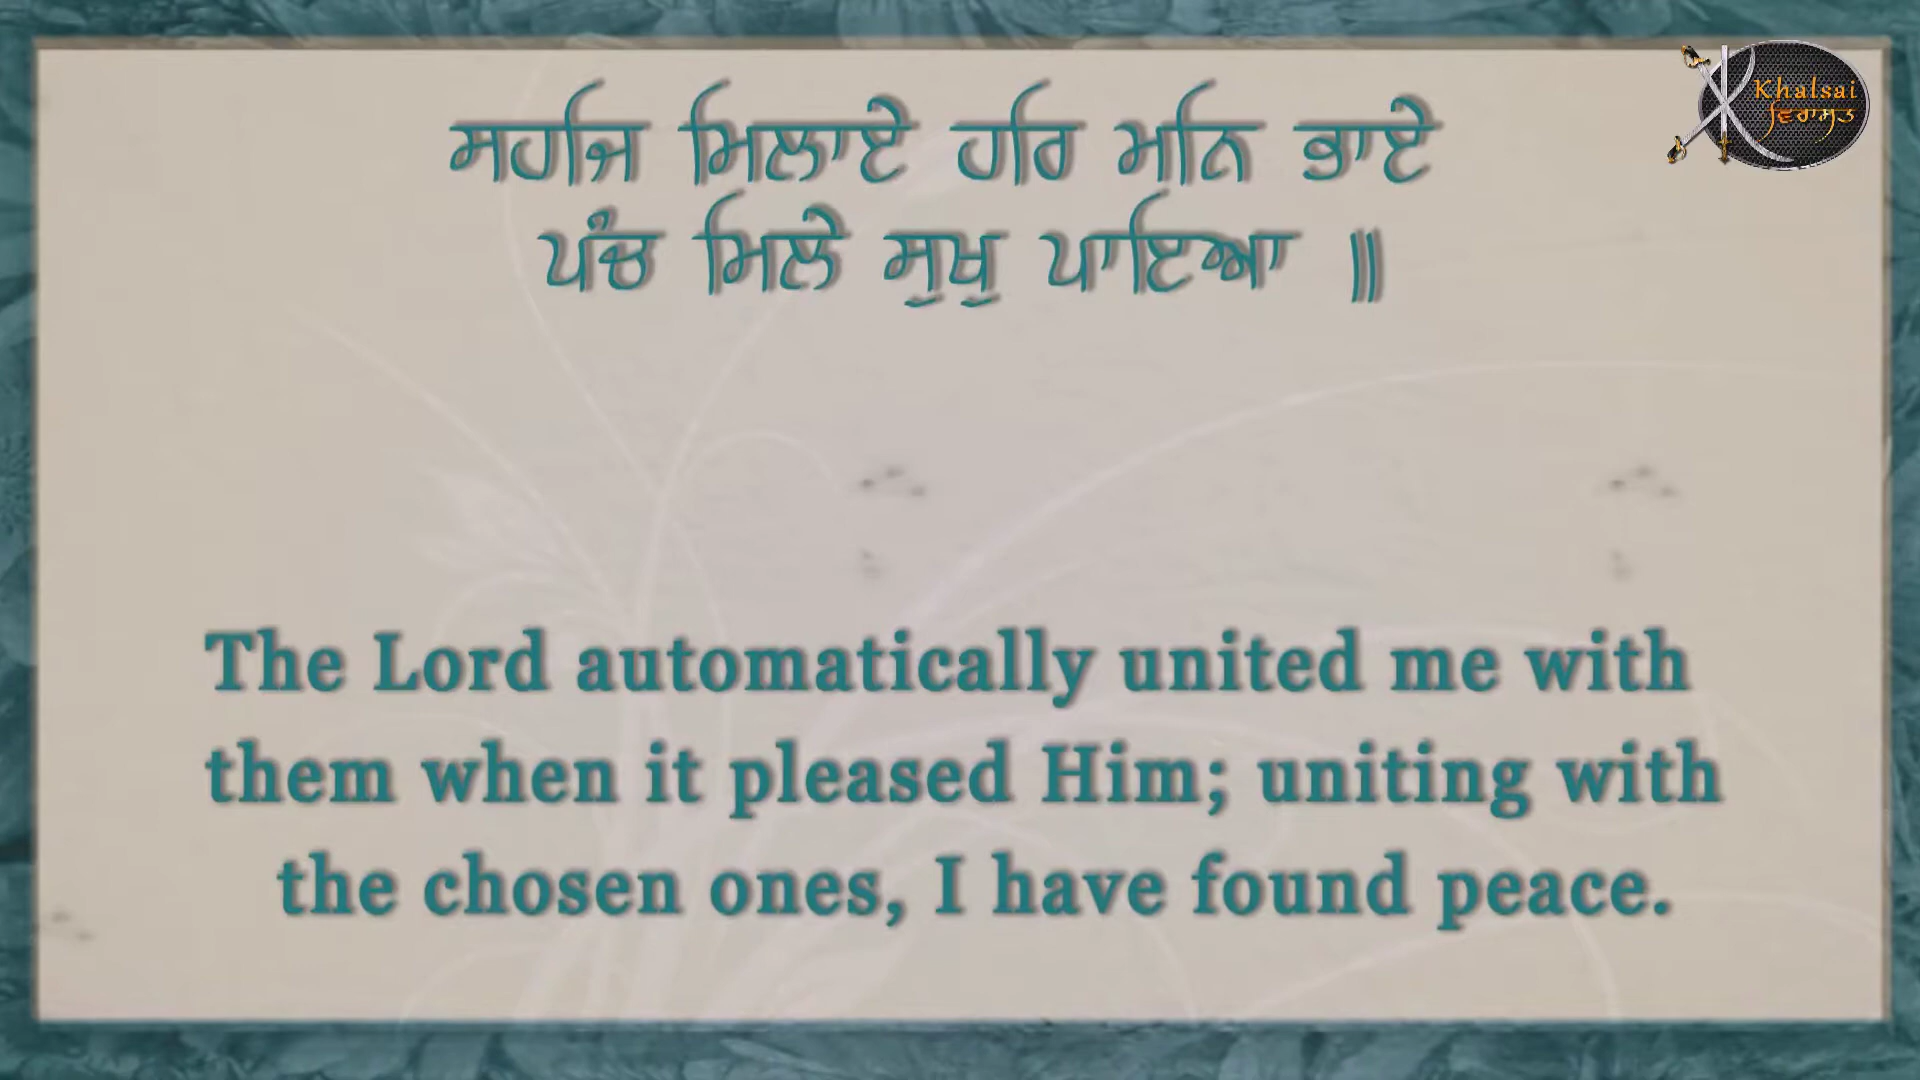 ਸਹਜਿ ਮਿਲਾਏ ਹਰਿ ਮਨਿ ਭਾਏ
ਪੰਚ ਮਿਲੇ ਸੁਖੁ ਪਾਇਆ ॥
Khalsai
ਵਿਰਾਸਤ
The Lord automatically united me with
them when it pleased Him; uniting with
the chosen ones, I have found peace.